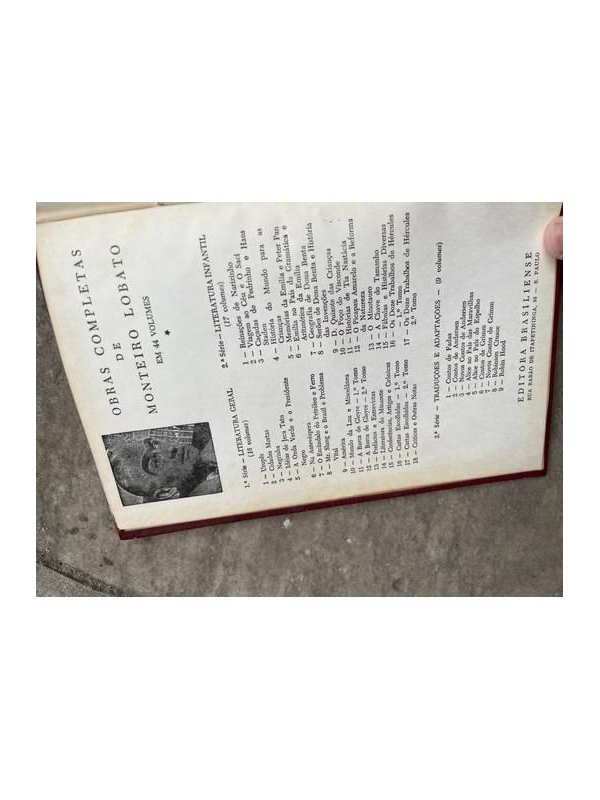 OBRAS COMPLETAS
DE
MONTEIRO LOBATO
EM 44 VOLUMES
*
1.ª Série – LITERATURA GERAL
(18 volumes)
1 – Urupês
2 – Cidades Mortas
3 – Negrinha
4 – Idéias de Jeca Tatu
5 – A Onda Verde e o Presidente
Negro
6 – Na Antevspera
7 – O Escândalo do Petróleo e Ferro
8 – Mr. Slang e o Brasil e Problema
Vital
9 – América
10 – Mundo da Lua e Miscelânea
11 – A Barca de Gleyre – 1.º Tomo
12 – A Barca de Gleyre – 2.º Tomo
13 – Prefácios e Entrevistas
14 – Literatura do Minarete
15 – Conferências, Artigos e Crônicas
16 – Cartas Escolhidas – 1.º Tomo
17 – Cartas Escolhidas – 2.º Tomo
18 – Críticas e Outras Notas
2.ª Série – LITERATURA INFANTIL
(17 volumes)
1 – Reinações de Narizinho
2 – Viagem ao Céu e O Saci
3 – Caçadas de Pedrinho e Hans
Staden
4 – História do Mundo para as
Crianças
5 – Memórias da Emília e Peter Pan
6 – Emília no País da Gramática e
Aritmética da Emília
7 – Geografia de Dona Benta
8 – Serões de Dona Benta e História
das Invenções
9 – D. Quixote das Crianças
10 – O Poço do Visconde
11 – Histórias de Tia Nastácia
12 – O Picapau Amarelo e A Reforma
da Natureza
13 – O Minotauro
14 – A Chave do Tamanho
15 – Fábulas e Histórias Diversas
16 – Os Doze Trabalhos de Hércules
1.º Tomo
17 – Os Doze Trabalhos de Hércules
2.º Tomo
3.ª Série – TRADUÇÕES E ADAPTAÇÕES – (9 volumes)
1 – Contos de Fadas
2 – Contos de Andersen
3 – Novos Contos de Andersen
4 – Alice no País das Maravilhas
5 – Alice no País do Espelho
6 – Contos de Grimm
7 – Novos Contos de Grimm
8 – Robinson Crusoe
9 – Robin Hood
EDITORA BRASILIENSE
RUA BARÃO DE ITAPETININGA, 93 – S. PAULO